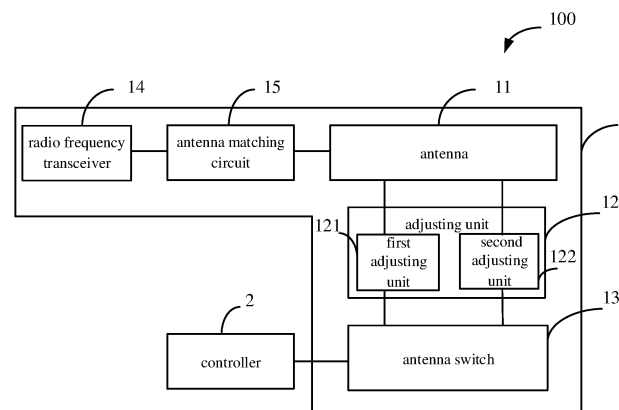 100
14
15
11
radio frequency
transceiver
antenna matching
circuit
antenna
12
adjusting unit
121
first
adjusting
unit
second
adjusting
unit
122
13
2
controller
antenna switch